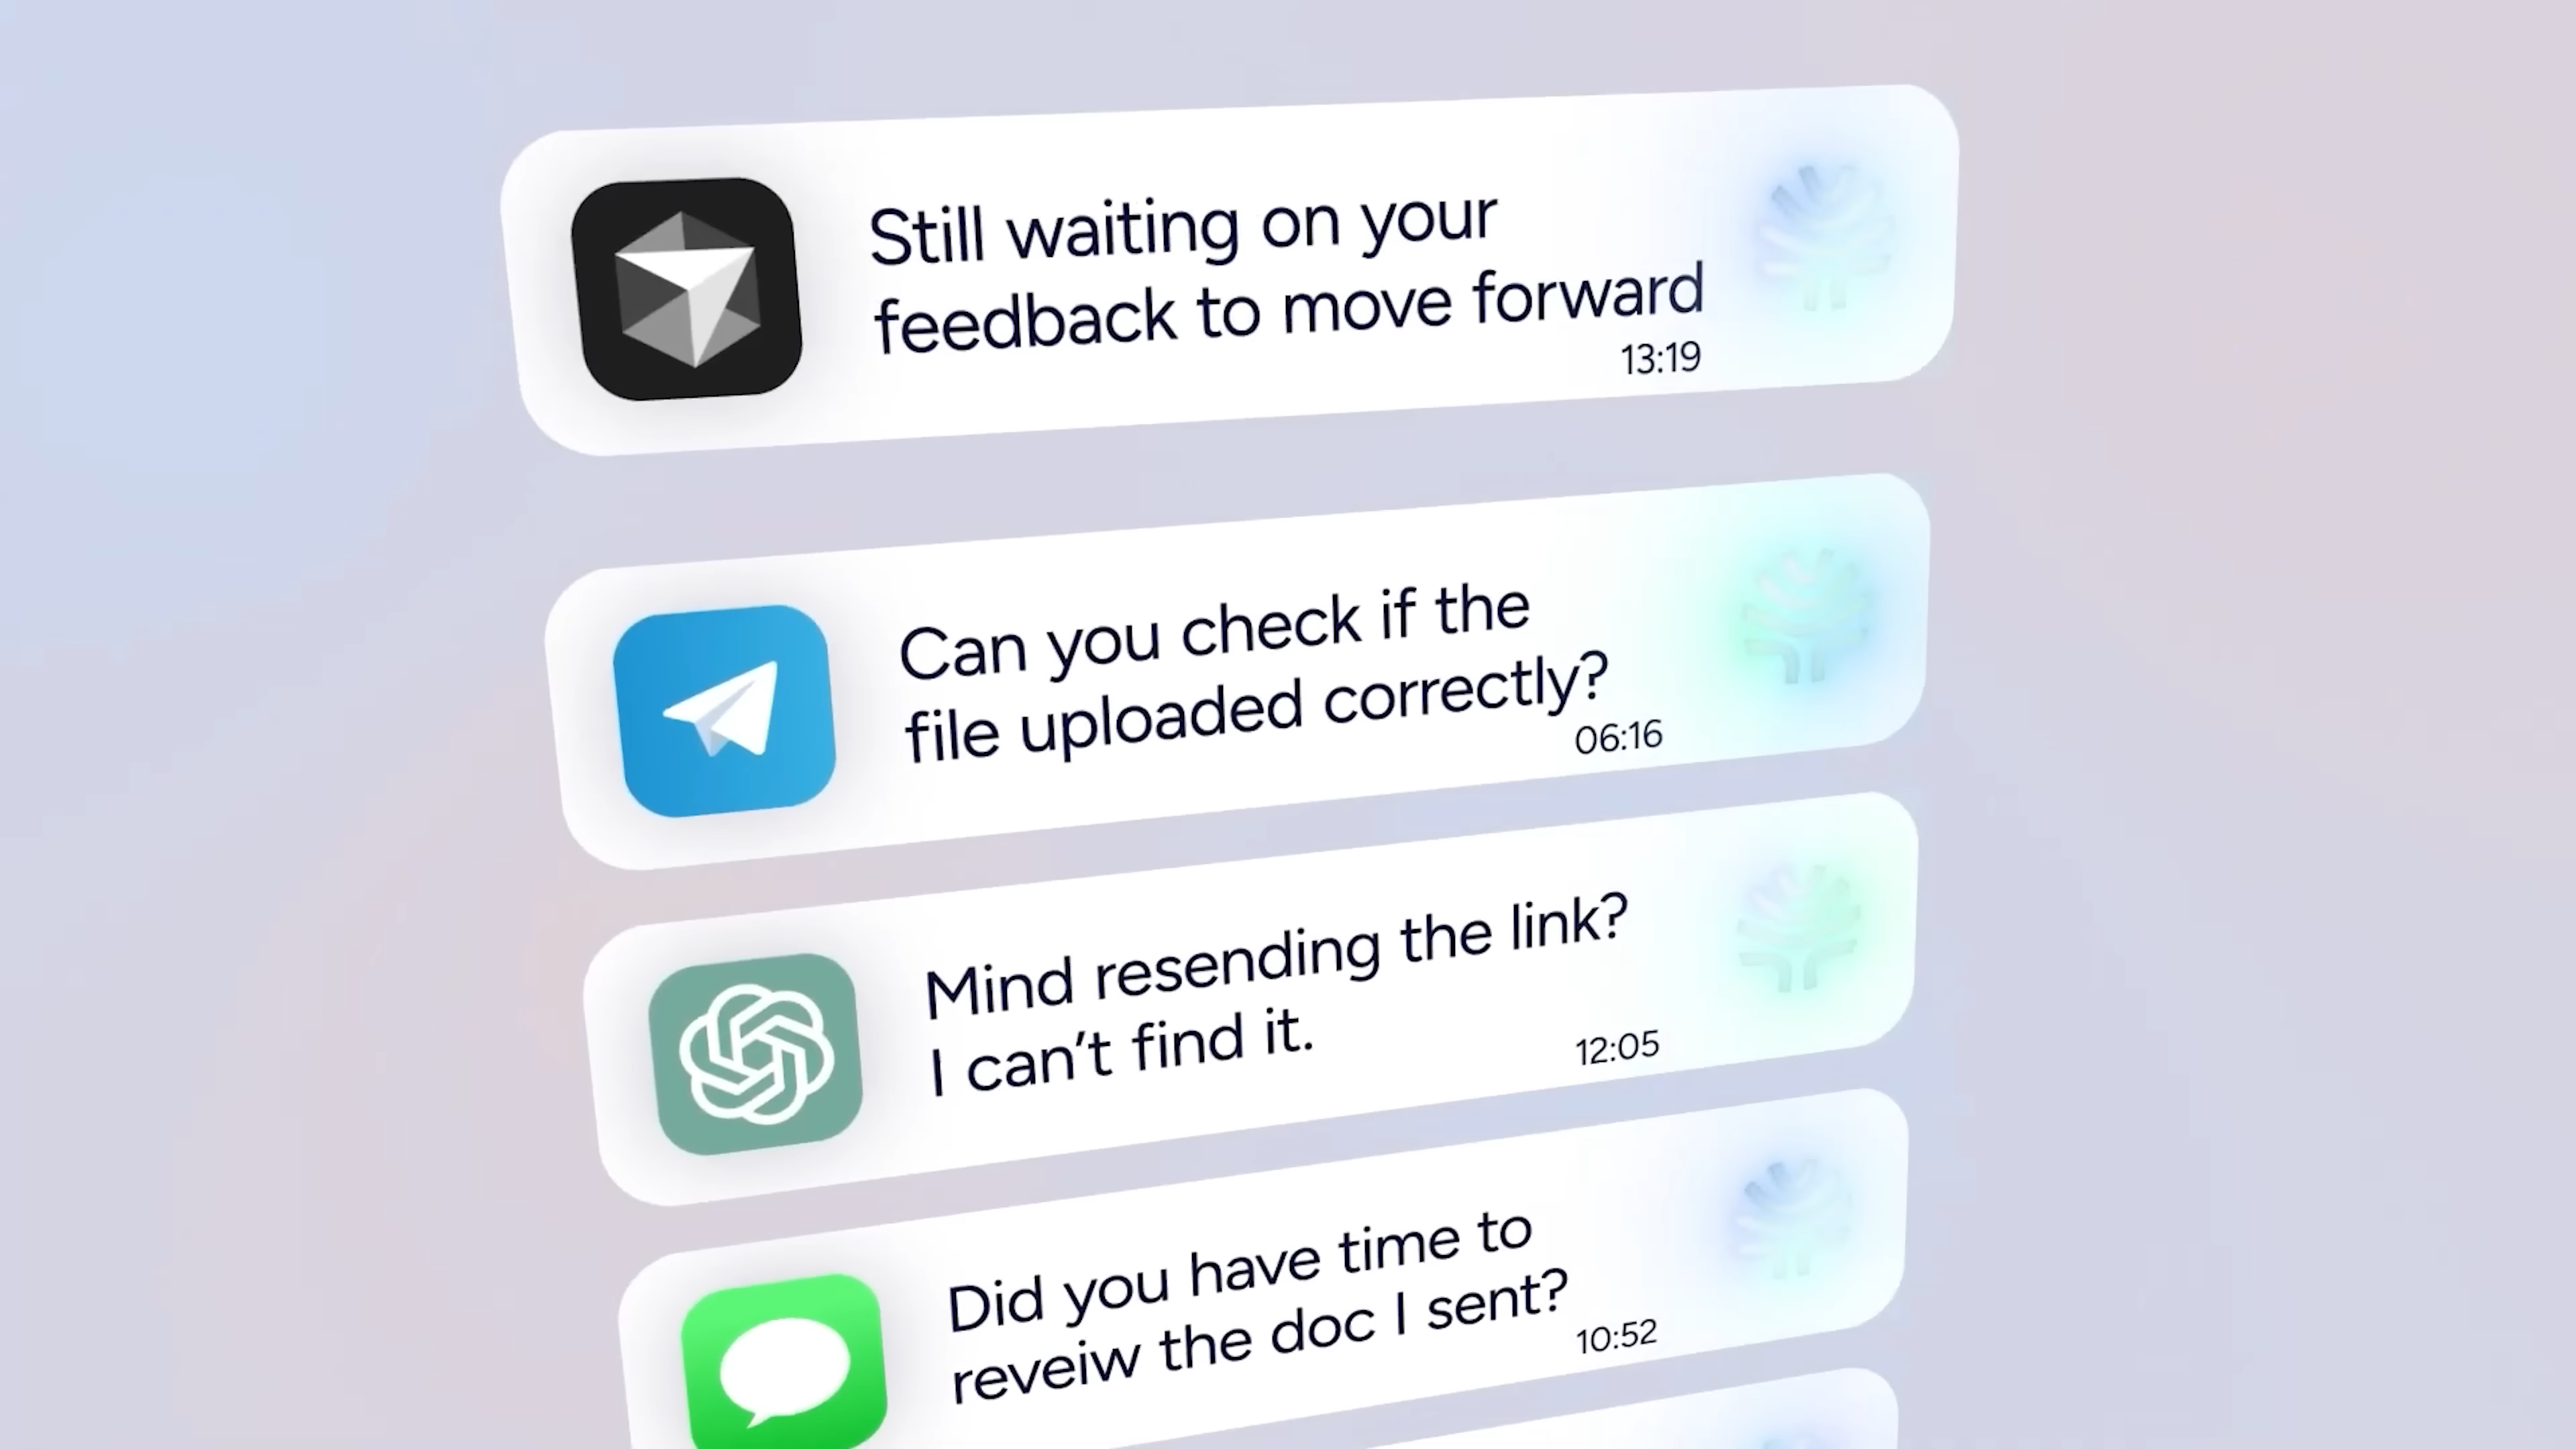 Still waiting on your
feedback to move forward
13:19
Can you check if the
file uploaded correctly?
06:16
Mind resending the link?
I can’t find it.
12:05
Did you have time to
reveiw the doc I sent?
10:52